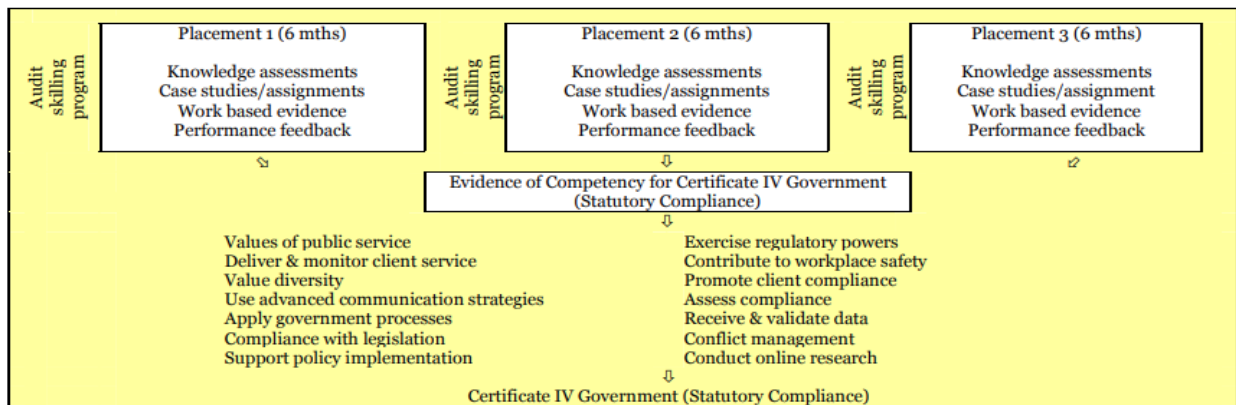 Audit
skilling
program
Placement 1 (6 mths)
Knowledge assessments
Case studies/assignments
Work based evidence
Performance feedback
Audit
skilling
program
Placement 2 (6 mths)
Knowledge assessments
Case studies/assignments
Work based evidence
Performance feedback
Audit
skilling
program
Placement 3 (6 mths)
Knowledge assessments
Case studies/assignment
Work based evidence
Performance feedback
Evidence of Competency for Certificate IV Government
(Statutory Compliance)
Values of public service
Deliver & monitor client service
Value diversity
Use advanced communication strategies
Apply government processes
Compliance with legislation
Support policy implementation
Exercise regulatory powers
Contribute to workplace safety
Promote client compliance
Assess compliance
Receive & validate data
Conflict management
Conduct online research
Certificate IV Government (Statutory Compliance)